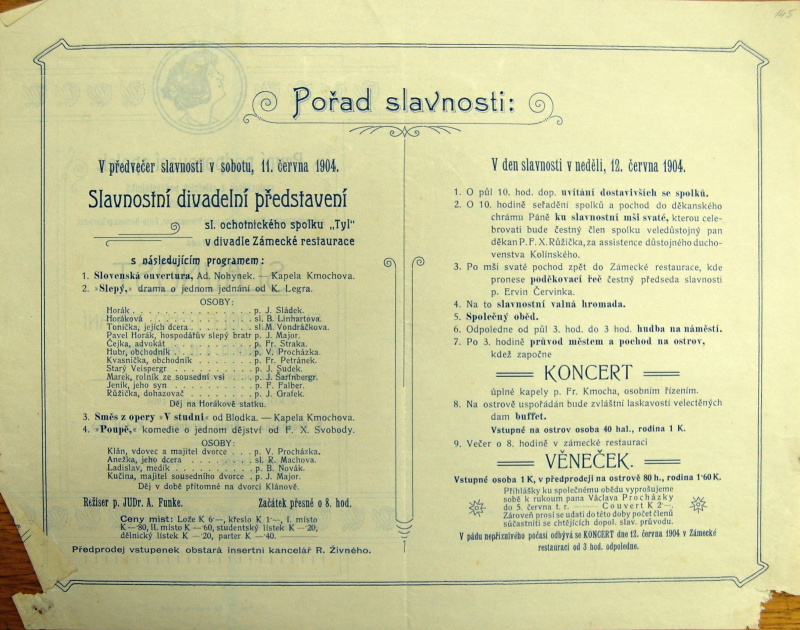 145
Pořad slavnosti:
V předvečer slavnosti v sobotu, 11. června 1904.
Slavnostní divadelní představení
sl. ochotnického spolku „Tyl"
v divadle Zámecké restaurace
s následujícím programem:
1. Slovenská ouvertura, Ad. Nohynek. — Kapela Kmochova.
2. »Slepý,« drama o jednom jednání od K. Legra.
OSOBY:
Horák . . . . . . . . . . p. J. Sládek.
Horáková . . . . . . . . . . sl. B. Linhartova.
Tonička, jejích dcera . . . . . . sl. M. Vondráčkova.
Pavel Horák, hospodářův slepý bratr p. J. Major.
Čejka, advokát . . . . . . . . p. Fr. Straka.
Hubr, obchodník . . . . . . . p. V. Procházka.
Kvasnička, obchodník . . . . . . p. Fr. Petránek.
Starý Veispergr . . . . . . . . p. J. Sudek.
Marek, rolník ze sousední vsi . . . . p. J. Šarfnbergr.
Jeník, jeho syn . . . . . . . . p. F. Falber.
Růžička, dohazovač . . . . . . . p. J. Grafek.
Děj na Horákově statku.
3. Směs z opery »V studni« od Blodka. — Kapela Kmochova.
4. »Poupě,« komedie o jednom dějství od F. X. Svobody.
OSOBY:
Klán, vdovec a majitel dvorce . . . p. V. Procházka.
Anežka, jeho dcera . . . . . . sl. R. Machova.
Ladislav, medik . . . . . . . p. B. Novák.
Kučina, majitel sousedního dvorce . p. J. Major.
Děj v době přítomné na dvorci Klánově.
Režiser p. JUDr. A. Funke. Začátek přesně o 8. hod.
Ceny míst: Lože K 6·—, křeslo K 1·—, I. místo
K —·80, II. místo K —·60, studentský lístek K —·20,
dělnický lístek K —·20, parter K —·40.
Předprodej vstupenek obstará insertní kancelář R. Živného.
V den slavnosti v neděli, 12. června 1904.
1. O půl 10. hod. dop. uvítání dostavivších se spolků.
2. O 10. hodině seřadění spolků a pochod do děkanského
chrámu Páně ku slavnostní mši svaté, kterou cele-
brovati bude čestný člen spolku veledůstojný pan
děkan P. F. X. Růžička, za assistence důstojného ducho-
venstva Kolínského.
3. Po mši svaté pochod zpět do Zámecké restaurace, kde
pronese poděkovací řeč čestný předseda slavnosti
p. Ervin Červinka.
4. Na to slavnostní valná hromada.
5. Společný oběd.
6. Odpoledne od půl 3. hod. do 3 hod. hudba na náměstí.
7. Po 3. hodině průvod městem a pochod na ostrov,
kdež započne
KONCERT
úplné kapely p. Fr. Kmocha, osobním řízením.
8. Na ostrově uspořádán bude zvláštní laskavostí velectěných
dam buffet.
Vstupné na ostrov osoba 40 hal., rodina 1 K.
9. Večer o 8. hodině v zámecké restauraci
VĚNEČEK.
Vstupné osoba 1 K, v předprodeji na ostrově 80 h., rodina 1·60 K.
Přihlášky ku společnému obědu vyprošujeme
sobě k rukoum pana Václava Procházky
do 5. června t. r. —— Couvert K 2·—,
Zároveň prosí se udati do této doby počet členů
súčastniti se chtějících dopol. slav. průvodu.
V pádu nepříznivého počasí odbývá se KONCERT dne 12. června 1904 v Zámecké
restauraci od 3 hod. odpoledne.